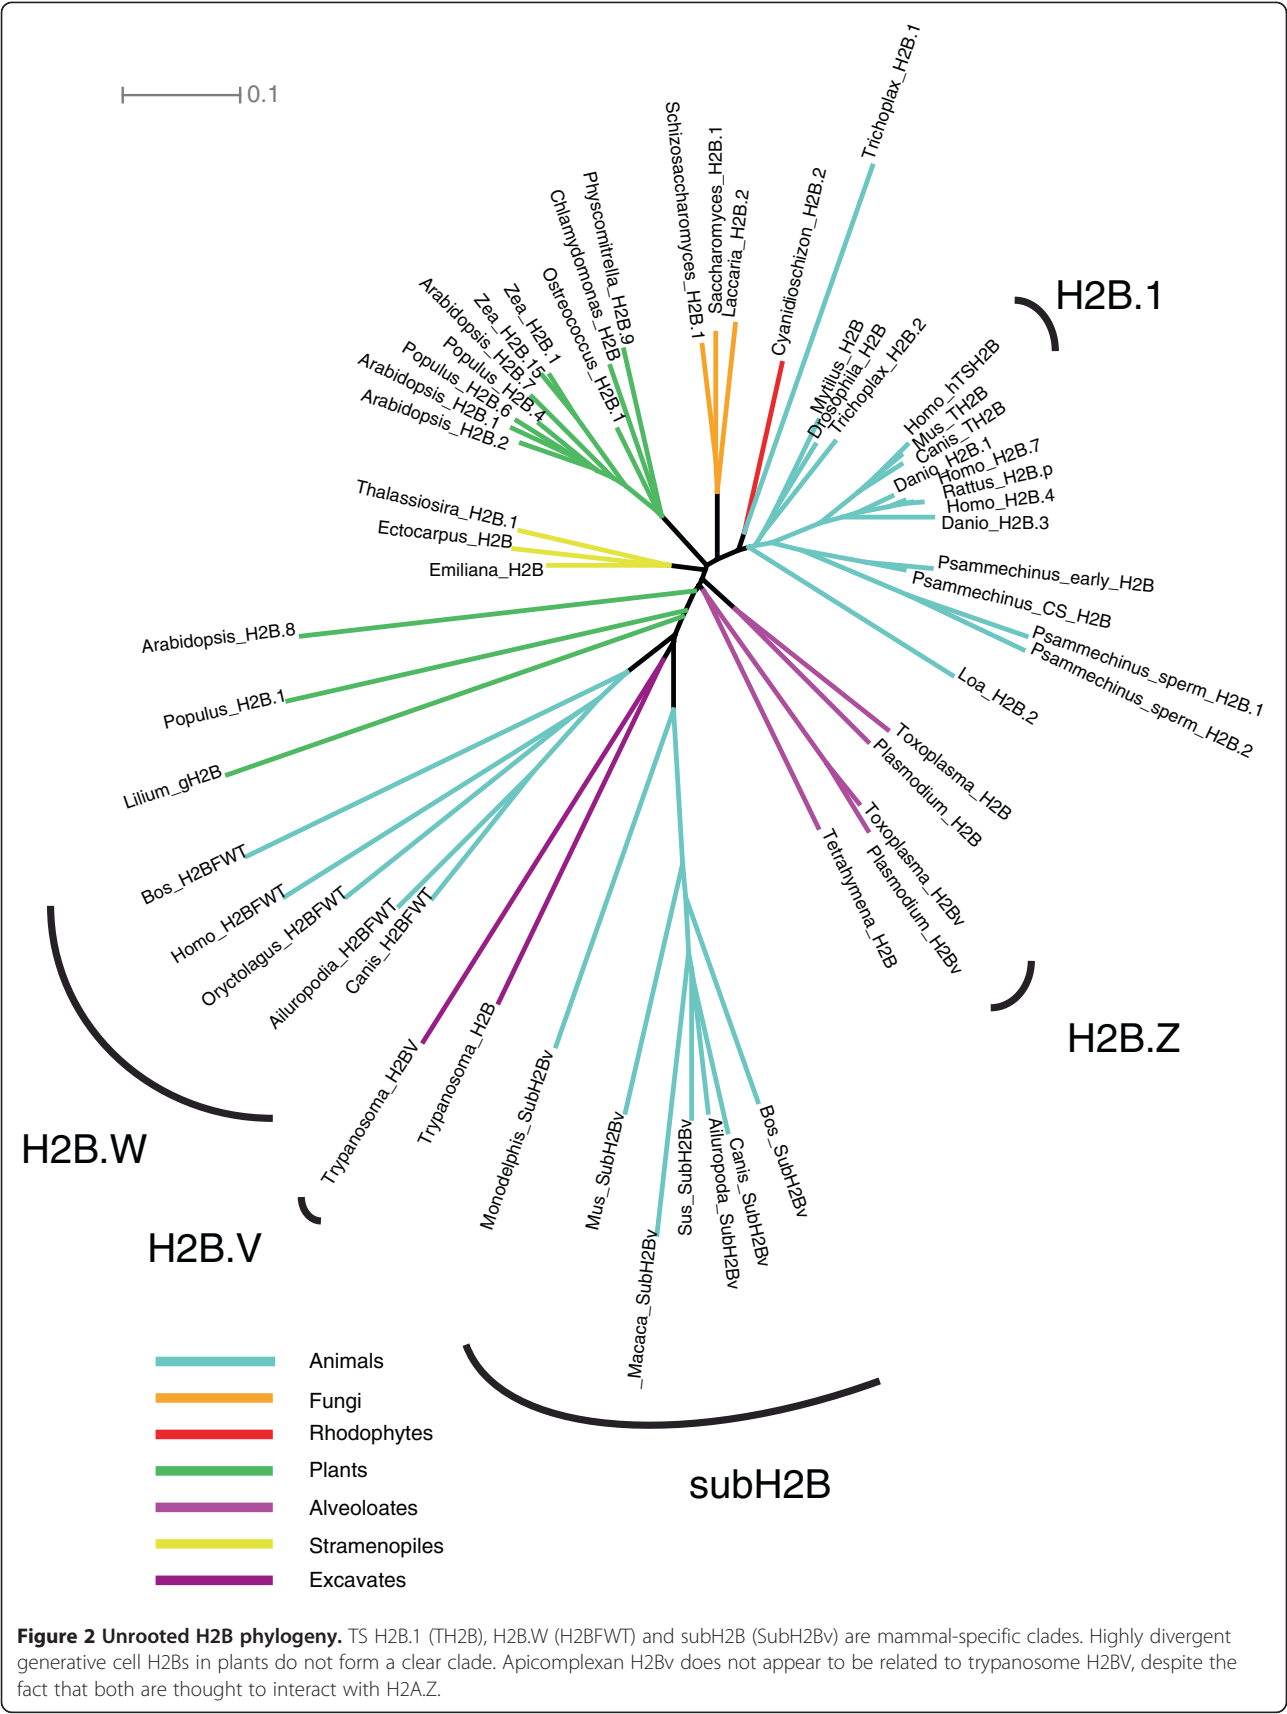 0.1
Trichoplax_H2B.1
Schizosaccharomyces_H2B.1
Saccharomyces_H2B.1
Laccaria_H2B.2
Cyanidioschizon_H2B.2
Physcomitrella_H2B.9
Chlamydomonas_H2B
Ostreococcus_H2B.1
Zea_H2B.1
Zea_H2B.15
Arabidopsis_H2B.7
Populus_H2B.4
Populus_H2B.6
Arabidopsis_H2B.1
Arabidopsis_H2B.2
Mytilus_H2B
Drosophila_H2B
Trichoplax_H2B.2
H2B.1
Homo_hTSH2B
Mus_TH2B
Canis_TH2B
Danio_H2B.1
Homo_H2B.7
Rattus_H2B.p
Homo_H2B.4
Danio_H2B.3
Thalassiosira_H2B.1
Ectocarpus_H2B
Emiliana_H2B
Psammechinus_early_H2B
Psammechinus_CS_H2B
Psammechinus_sperm_H2B.1
Psammechinus_sperm_H2B.2
Loa_H2B.2
Arabidopsis_H2B.8
Populus_H2B.1
Lilium_gH2B
Toxoplasma_H2B
Plasmodium_H2B
Toxoplasma_H2Bv
Plasmodium_H2Bv
Tetrahymena_H2B
H2B.Z
Bos_H2BFWT
Homo_H2BFWT
Oryctolagus_H2BFWT
Ailuropodia_H2BFWT
Canis_H2BFWT
H2B.W
Trypanosoma_H2BV
Trypanosoma_H2B
H2B.V
Monodelphis_SubH2Bv
Mus_SubH2Bv
_Macaca_SubH2Bv
Sus_SubH2Bv
Ailuropoda_SubH2Bv
Canis_SubH2Bv
Bos_SubH2Bv
subH2B
Animals
Fungi
Rhodophytes
Plants
Alveoloates
Stramenopiles
Excavates
Figure 2 Unrooted H2B phylogeny. TS H2B.1 (TH2B), H2B.W (H2BFWT) and subH2B (SubH2Bv) are mammal-specific clades. Highly divergent
generative cell H2Bs in plants do not form a clear clade. Apicomplexan H2Bv does not appear to be related to trypanosome H2BV, despite the
fact that both are thought to interact with H2A.Z.